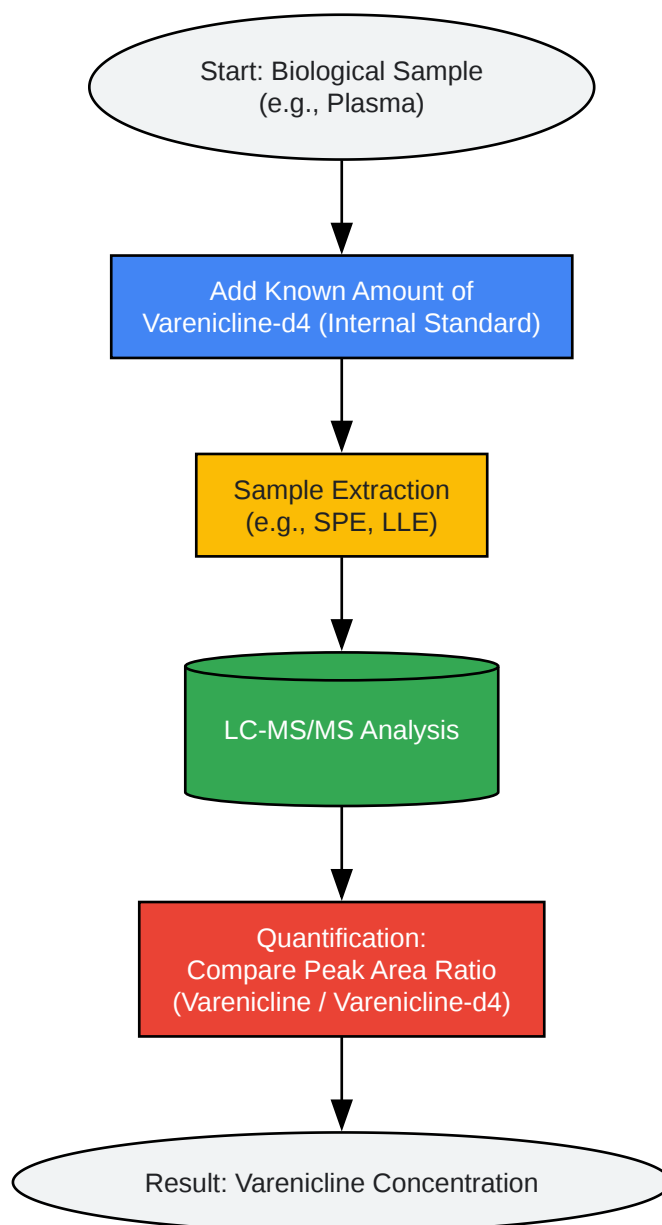 Start: Biological Sample
(e.g., Plasma)
Add Known Amount of
Varenicline-d4 (Internal Standard)
Sample Extraction
(e.g., SPE, LLE)
LC-MS/MS Analysis
Quantification:
Compare Peak Area Ratio
(Varenicline / Varenicline-d4)
Result: Varenicline Concentration